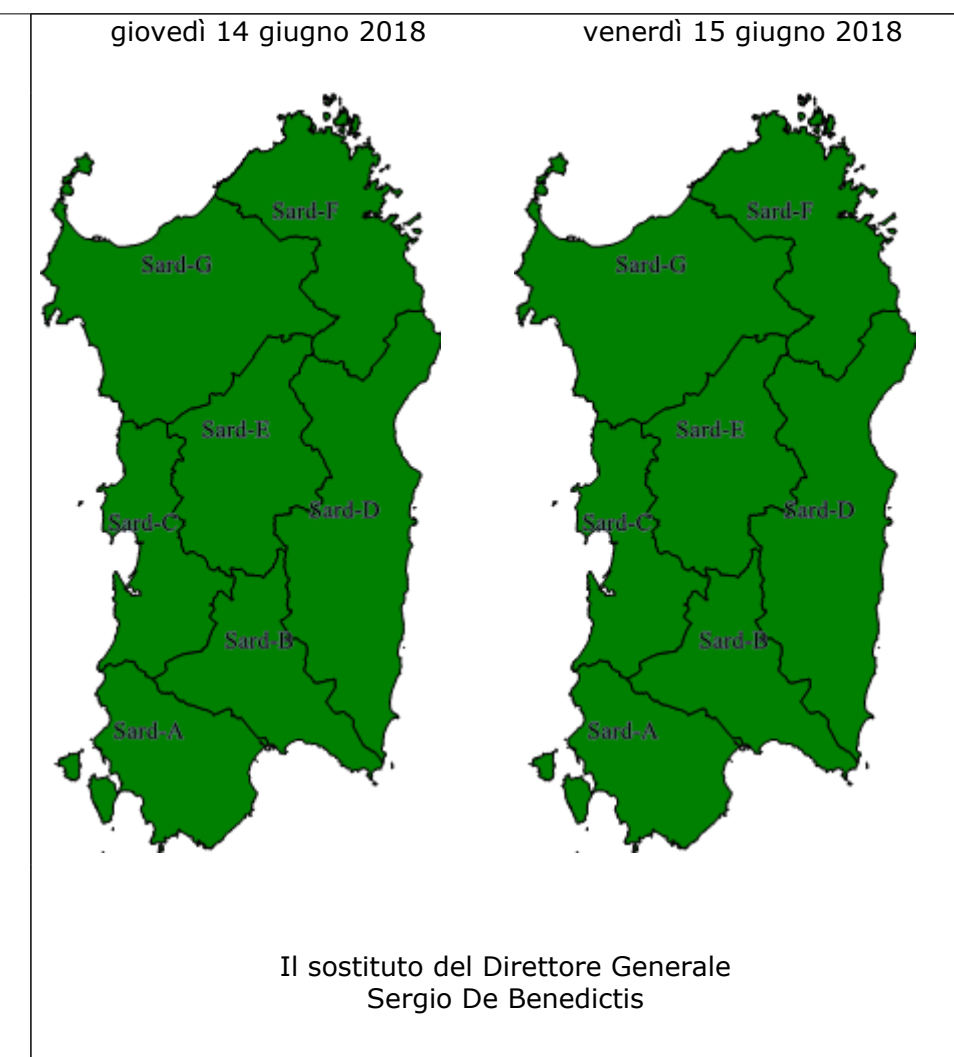 giovedì 14 giugno 2018
venerdì 15 giugno 2018
Sard-F
Sard-G
Sard-E
Sard-D
Sard-C
Sard-B
Sard-A
Sard-F
Sard-G
Sard-E
Sard-D
Sard-C
Sard-B
Sard-A
Il sostituto del Direttore Generale
Sergio De Benedictis